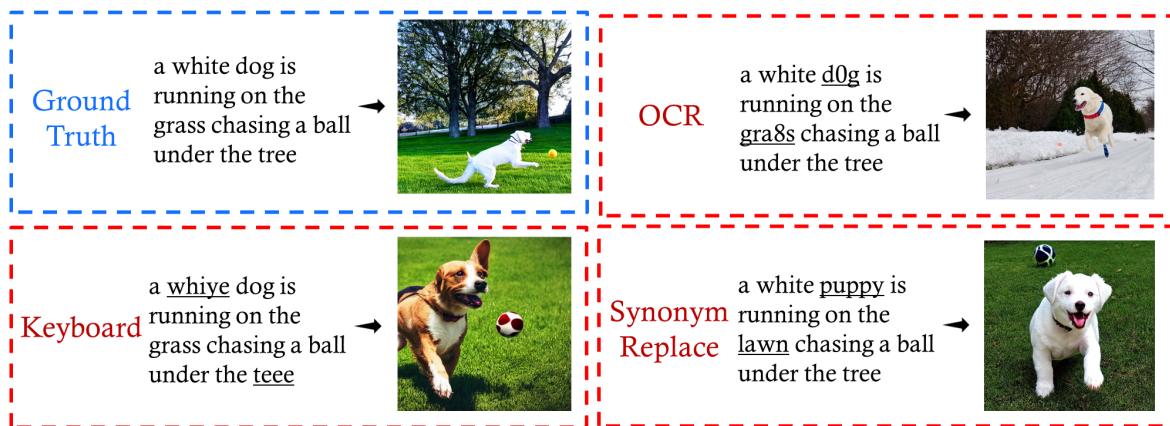 Ground
Truth
a white dog is
running on the
grass chasing a ball
under the tree
OCR
a white d0g is
running on the
gra8s chasing a ball
under the tree
Keyboard
a whiye dog is
running on the
grass chasing a ball
under the teee
Synonym
Replace
a white puppy is
running on the
lawn chasing a ball
under the tree